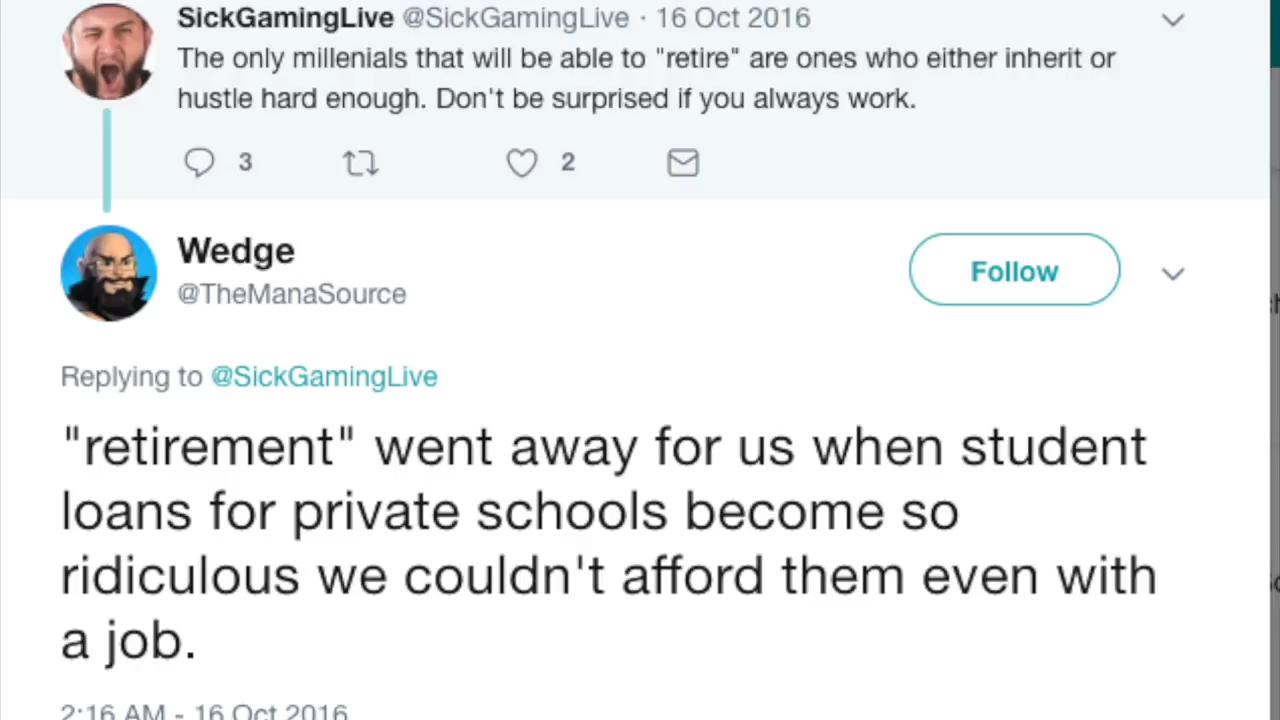 SickGamingLive @SickGamingLive · 16 Oct 2016
The only millenials that will be able to "retire" are ones who either inherit or
hustle hard enough. Don't be surprised if you always work.
3 2
Wedge
@TheManaSource
Follow
Replying to @SickGamingLive
"retirement" went away for us when student
loans for private schools become so
ridiculous we couldn't afford them even with
a job.
2:16 AM - 16 Oct 2016